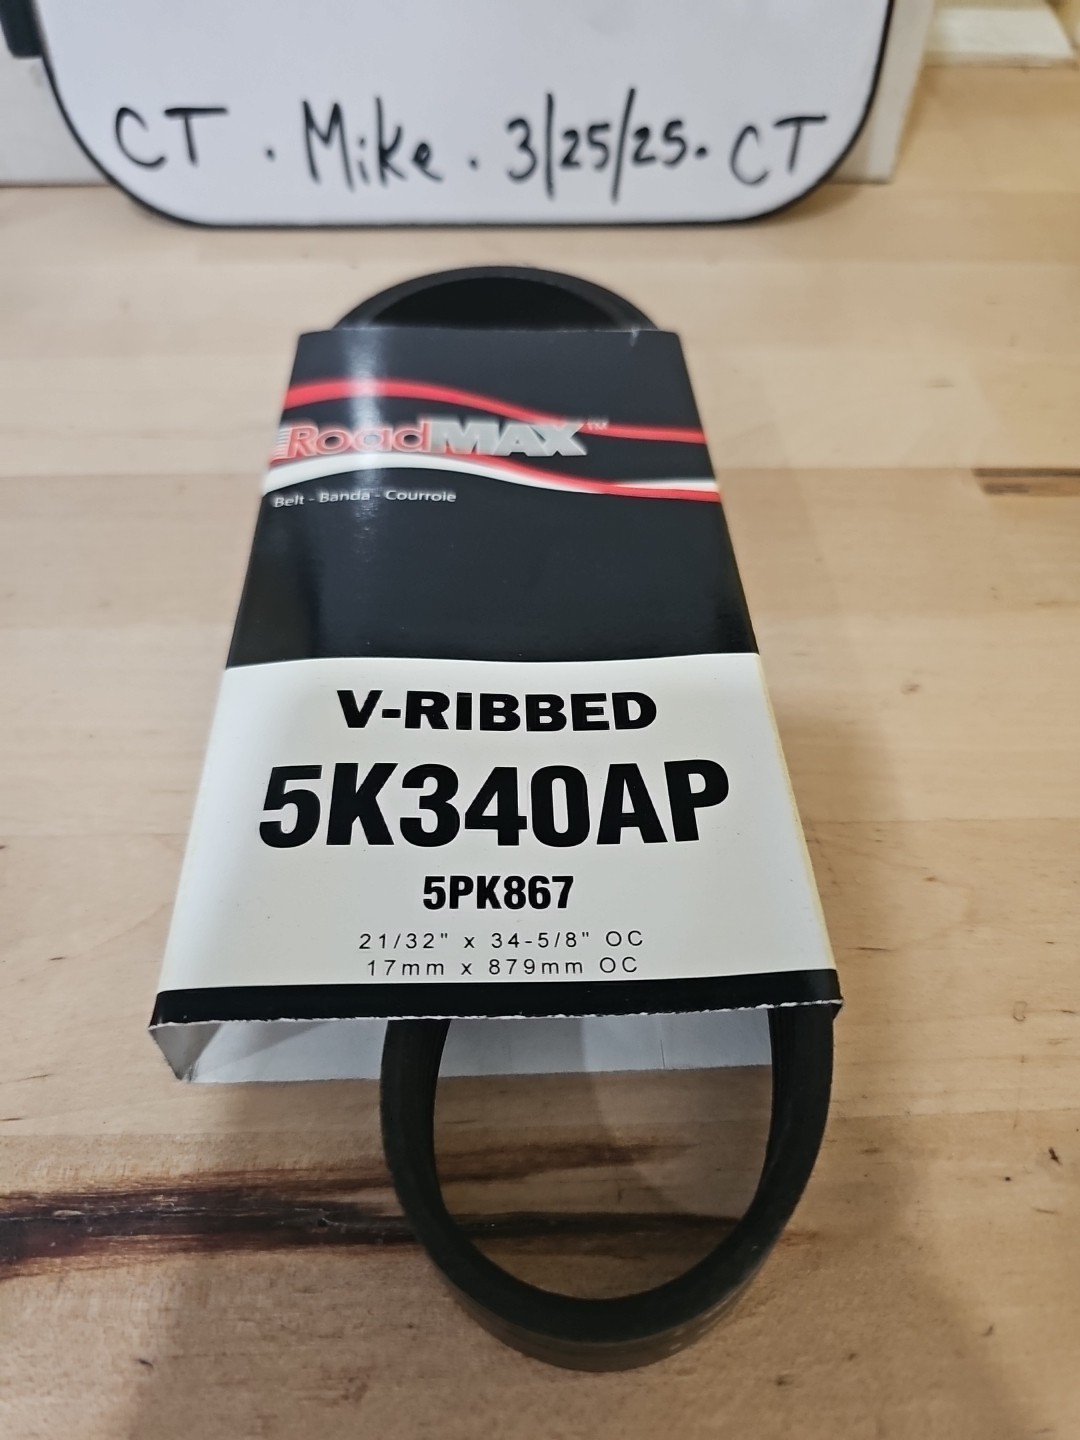 CT . Mike . 3/25/25. CT
RoadMAX™
Belt - Banda - Courroie
V-RIBBED
5K340AP
5PK867
21/32" x 34-5/8" OC
17mm x 879mm OC